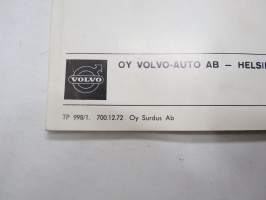 OY VOLVO-AUTO AB – HELSI
VOLVO
TP 998/1. 700.12.72 Oy Surdus Ab